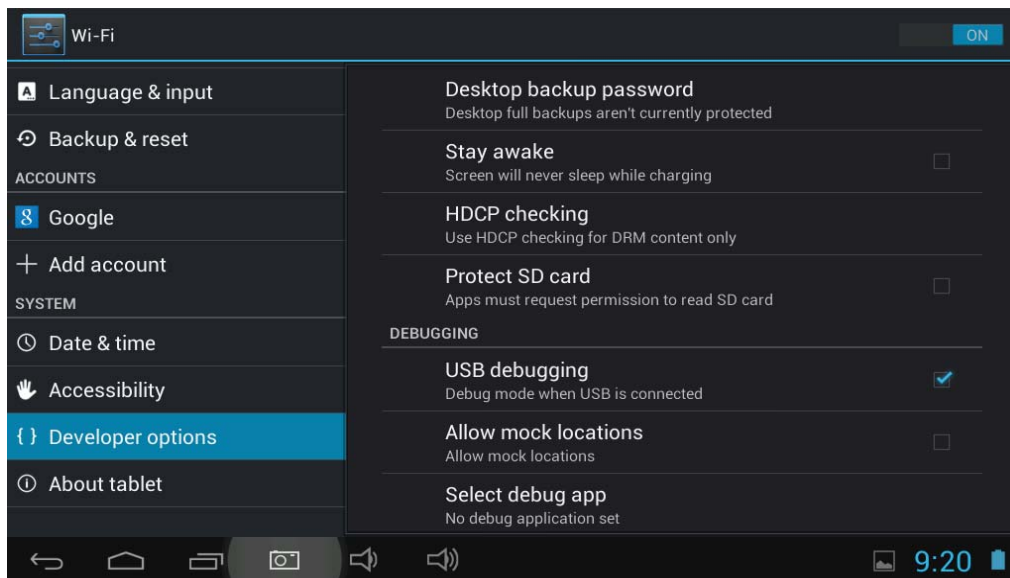 Wi-Fi
ON
Language & input
Backup & reset
ACCOUNTS
Google
Add account
SYSTEM
Date & time
Accessibility
{ } Developer options
About tablet
Desktop backup password
Desktop full backups aren't currently protected
Stay awake
Screen will never sleep while charging
HDCP checking
Use HDCP checking for DRM content only
Protect SD card
Apps must request permission to read SD card
DEBUGGING
USB debugging
Debug mode when USB is connected
Allow mock locations
Allow mock locations
Select debug app
No debug application set
9:20